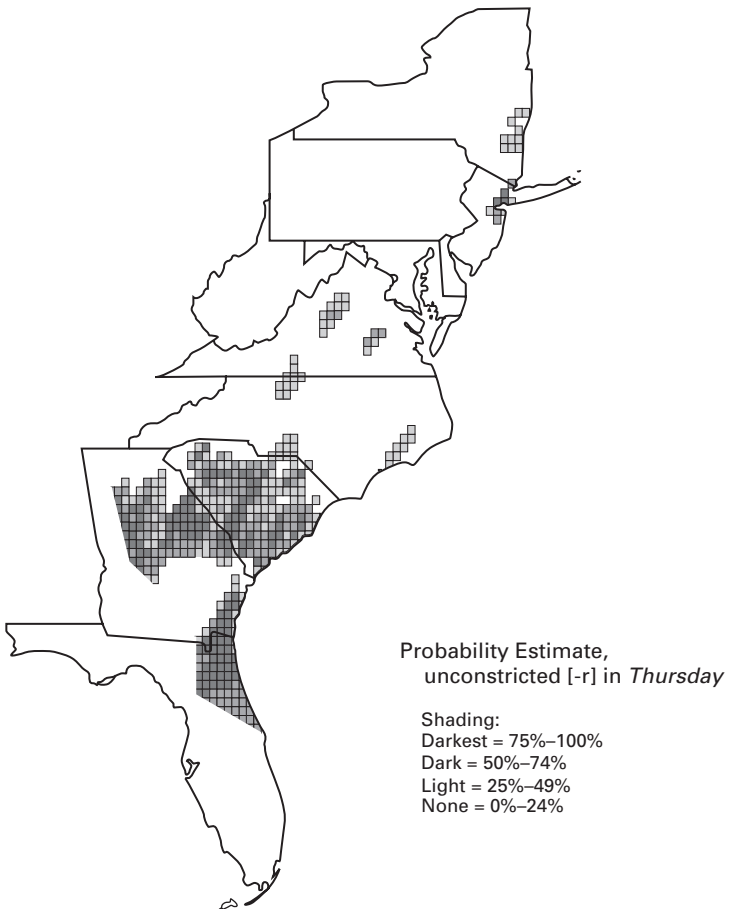 Probability Estimate,
unconstricted [-r] in Thursday
Shading:
Darkest = 75%–100%
Dark = 50%–74%
Light = 25%–49%
None = 0%–24%